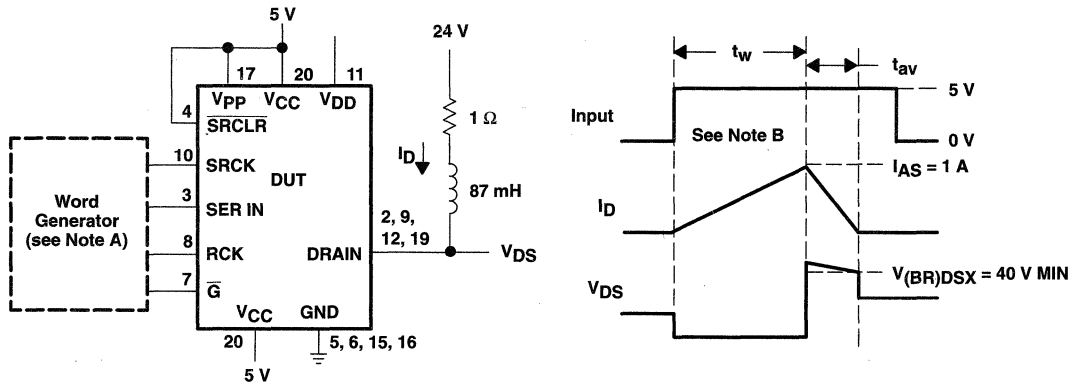 5 V
24 V
17 20 11
VPP VCC VDD
4
SRCLR
10
SRCK
DUT
3
SER IN
8
RCK
7
G
Word
Generator
(see Note A)
1 Ω
ID
87 mH
2, 9,
12, 19
DRAIN
VDS
VCC
GND
20
5, 6, 15, 16
5 V
tw
tav
Input
5 V
See Note B
0 V
IAS = 1 A
ID
V(BR)DSX = 40 V MIN
VDS